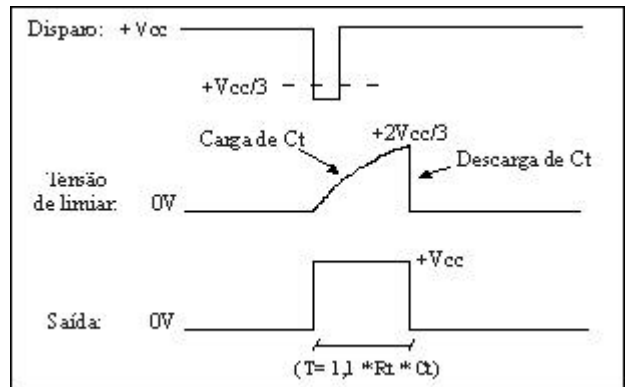 Disparo: +Vcc
+Vcc/3
Carga de Ct
+2Vcc/3
Descarga de Ct
Tensão
de limiar: 0V
+Vcc
Saída: 0V
(T= 1,1 *Rt * Ct)